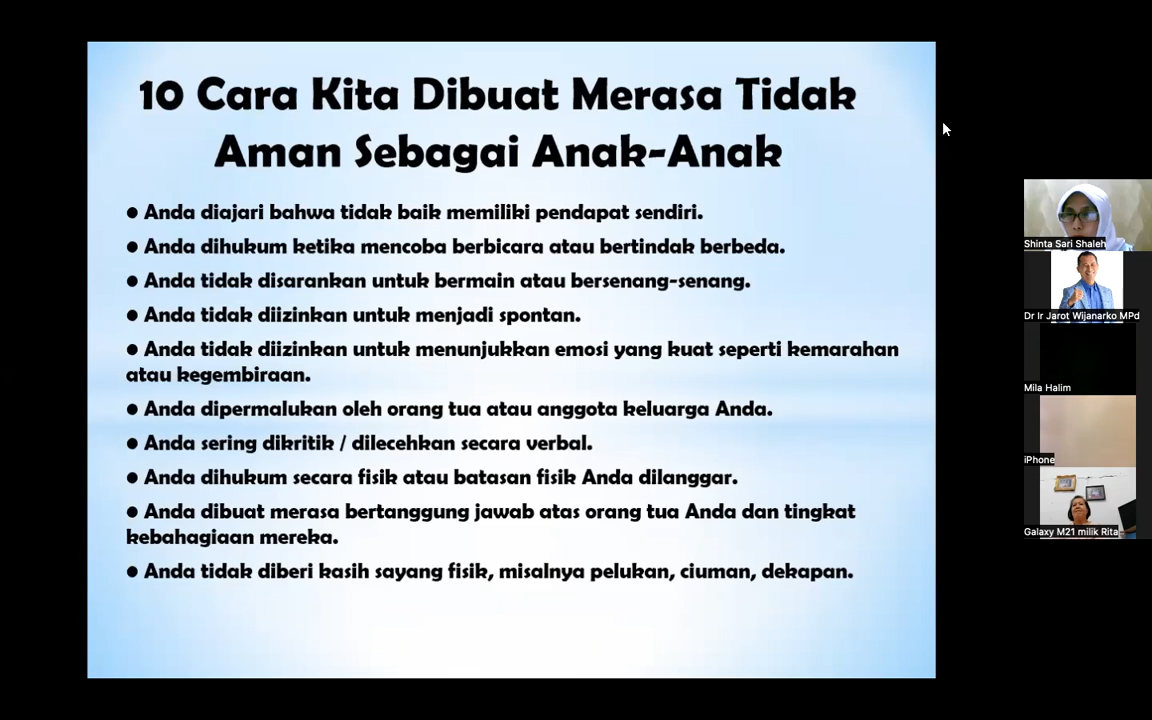 10 Cara Kita Dibuat Merasa Tidak
Aman Sebagai Anak-Anak
● Anda diajari bahwa tidak baik memiliki pendapat sendiri.
● Anda dihukum ketika mencoba berbicara atau bertindak berbeda.
● Anda tidak disarankan untuk bermain atau bersenang-senang.
● Anda tidak diizinkan untuk menjadi spontan.
● Anda tidak diizinkan untuk menunjukkan emosi yang kuat seperti kemarahan
atau kegembiraan.
● Anda dipermalukan oleh orang tua atau anggota keluarga Anda.
● Anda sering dikritik / dilecehkan secara verbal.
● Anda dihukum secara fisik atau batasan fisik Anda dilanggar.
● Anda dibuat merasa bertanggung jawab atas orang tua Anda dan tingkat
kebahagiaan mereka.
● Anda tidak diberi kasih sayang fisik, misalnya pelukan, ciuman, dekapan.
Shinta Sari Shaleh
Dr Ir Jarot Wijanarko MPd
Mila Halim
iPhone
Galaxy M21 milik Rita